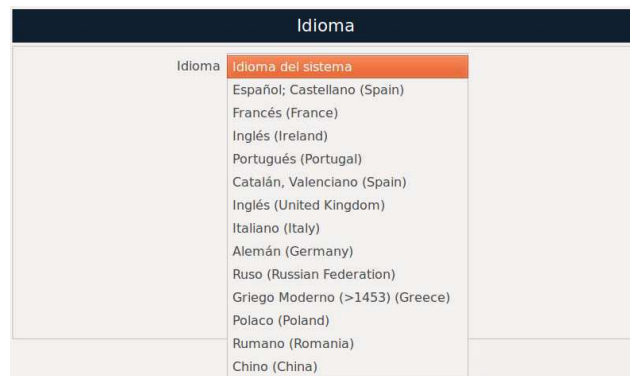 Idioma
Idioma Idioma del sistema
Español; Castellano (Spain)
Francés (France)
Inglés (Ireland)
Portugués (Portugal)
Catalán, Valenciano (Spain)
Inglés (United Kingdom)
Italiano (Italy)
Alemán (Germany)
Ruso (Russian Federation)
Griego Moderno (>1453) (Greece)
Polaco (Poland)
Rumano (Romania)
Chino (China)